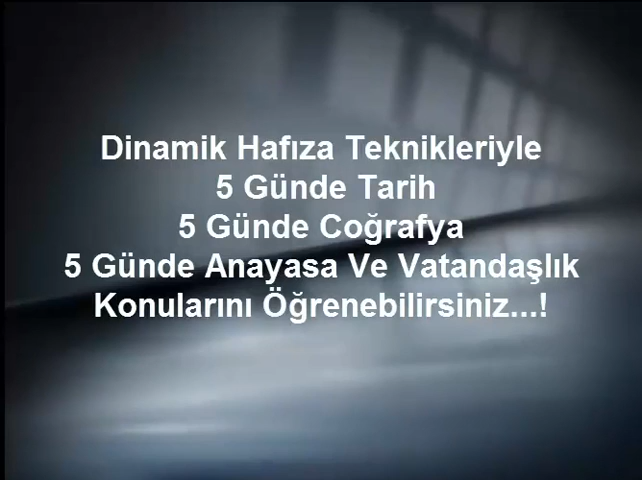 Dinamik Hafıza Teknikleriyle
5 Günde Tarih
5 Günde Coğrafya
5 Günde Anayasa Ve Vatandaşlık
Konularını Öğrenebilirsiniz...!